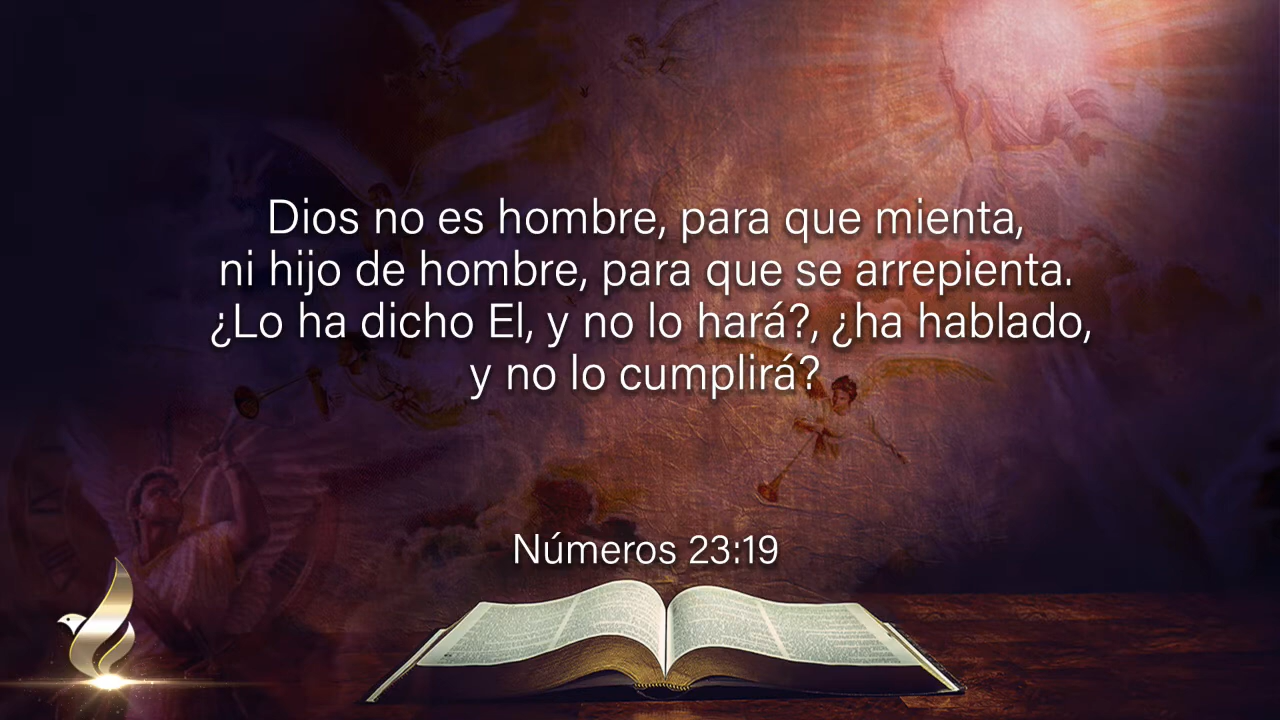 Dios no es hombre, para que mienta,
ni hijo de hombre, para que se arrepienta.
¿Lo ha dicho El, y no lo hará?, ¿ha hablado,
y no lo cumplirá?
Números 23:19